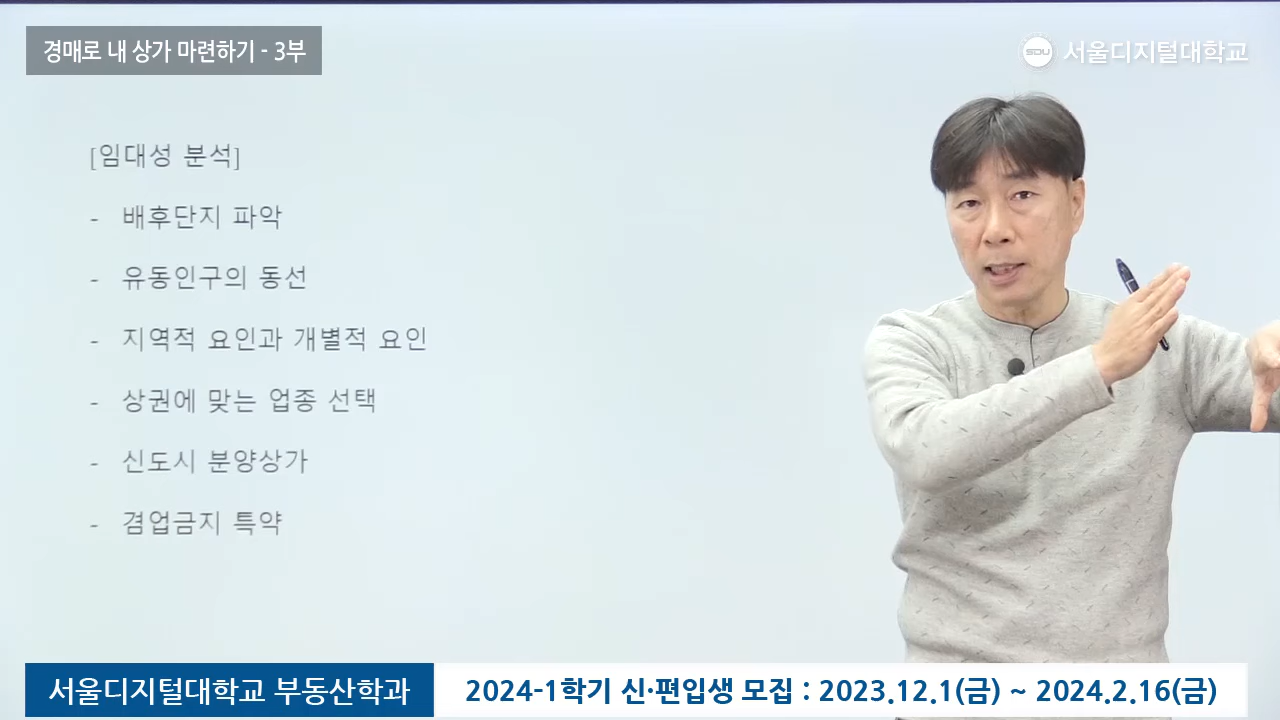 경매로 내 상가 마련하기 - 3부
SDU 서울디지털대학교
[임대성 분석]
- 배후단지 파악
- 유동인구의 동선
- 지역적 요인과 개별적 요인
- 상권에 맞는 업종 선택
- 신도시 분양상가
- 겸업금지 특약
서울디지털대학교 부동산학과
2024-1학기 신·편입생 모집 : 2023.12.1(금) ~ 2024.2.16(금)